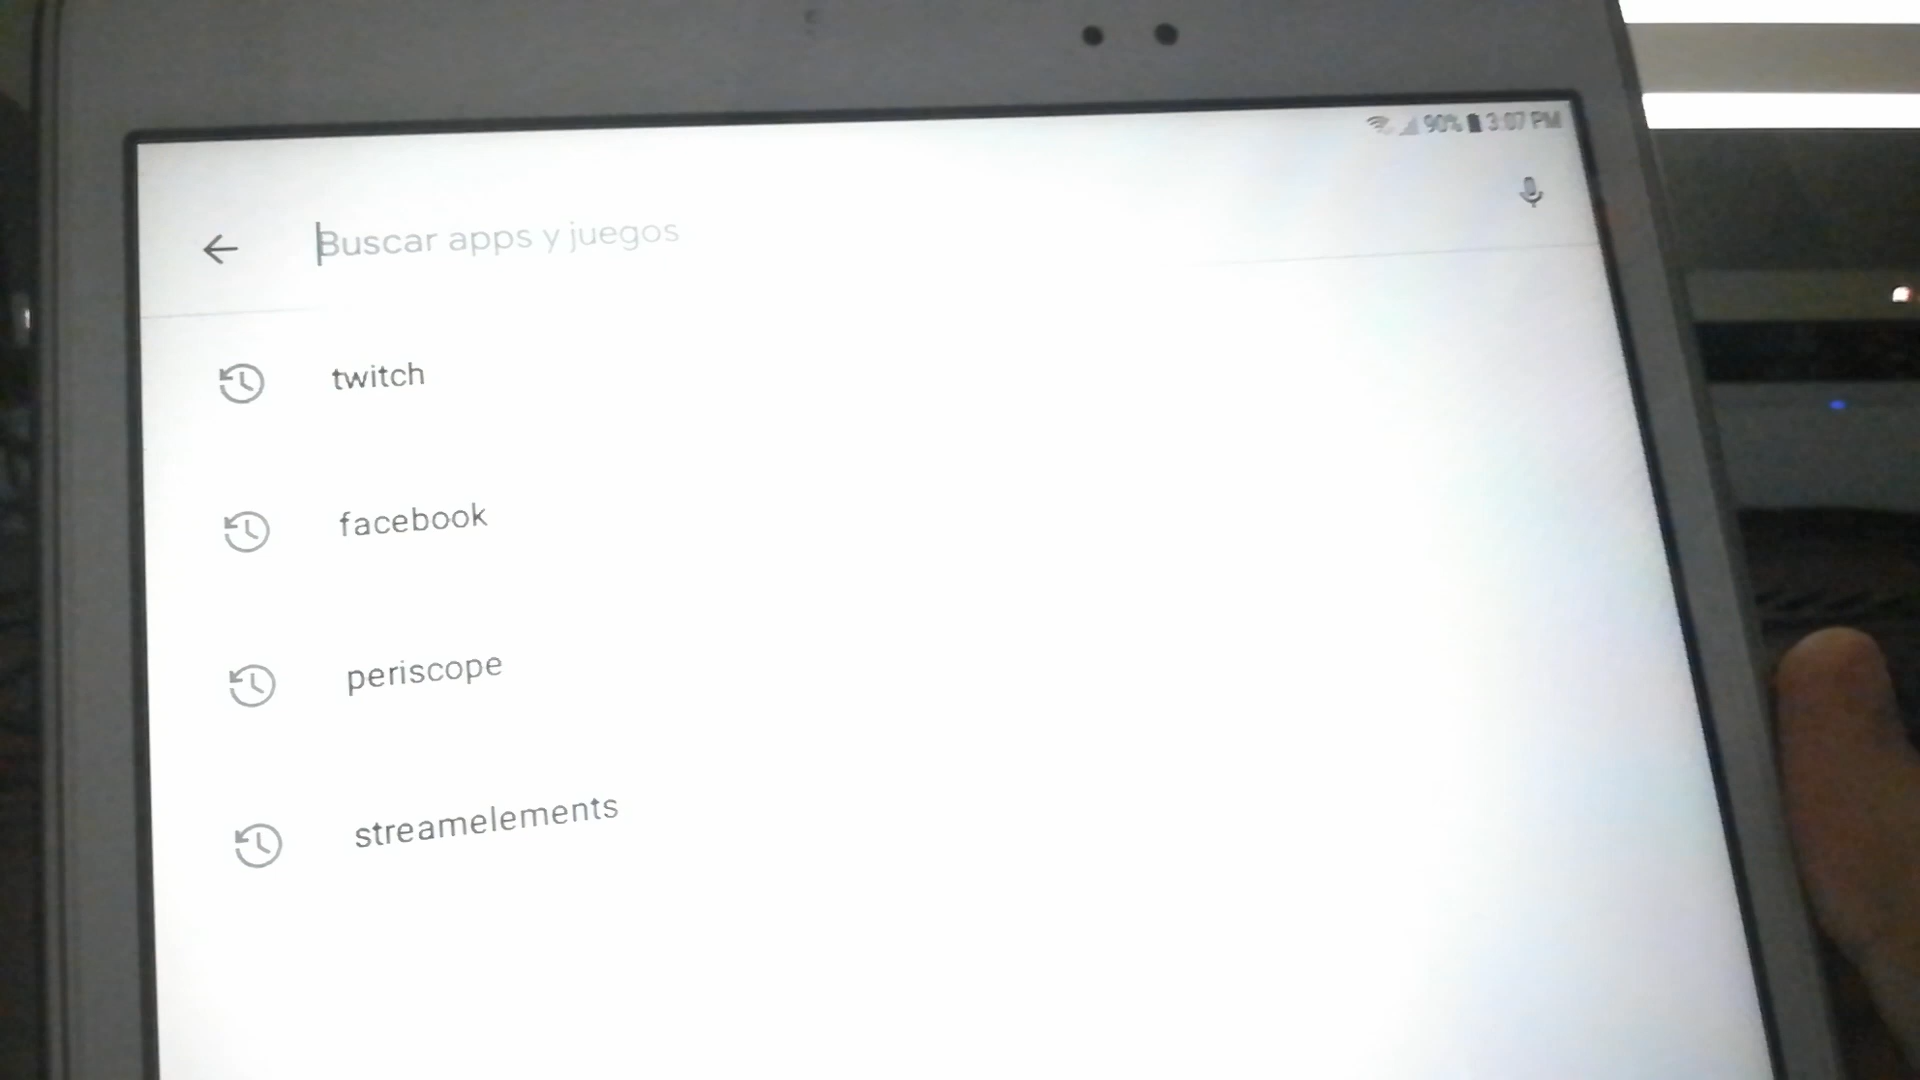 90% 3:07 PM
Buscar apps y juegos
twitch
facebook
periscope
streamelements